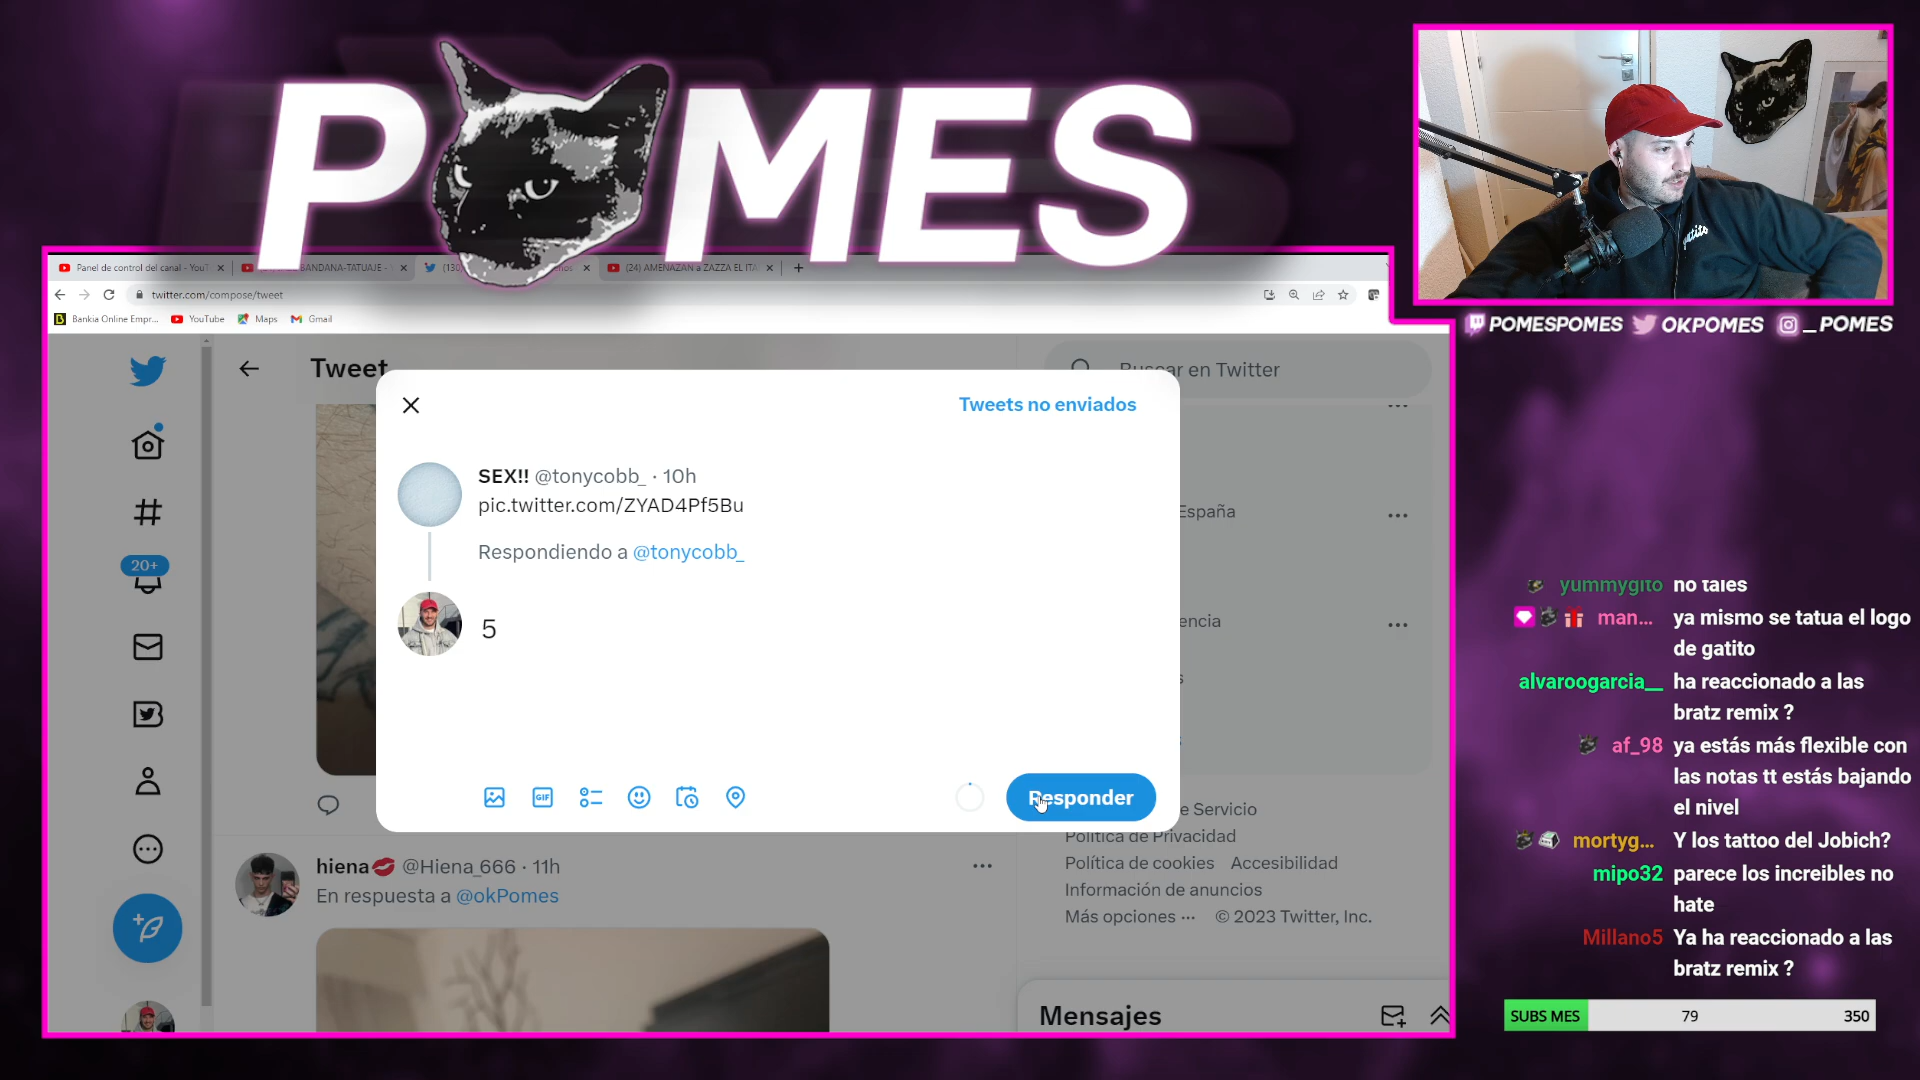 POMES
Panel de control del canal - YouT
BANDANA-TATUAJE -
(24) AMENAZAN a ZAZZA EL ITA
twitter.com/compose/tweet
Bankia Online Empr...
YouTube
Maps
Gmail
POMESPOMES
OKPOMES
_POMES
Tweet
Buscar en Twitter
Tweets no enviados
SEX!! @tonycobb_ · 10h
pic.twitter.com/ZYAD4Pf5Bu
Respondiendo a @tonycobb_
5
20+
España
encia
GIF
Responder
e Servicio
Política de Privacidad
Política de cookies Accesibilidad
Información de anuncios
Más opciones ··· © 2023 Twitter, Inc.
hiena💋 @Hiena_666 · 11h
En respuesta a @okPomes
Mensajes
yummygito no tales
man... ya mismo se tatua el logo
de gatito
alvaroogarcia__ ha reaccionado a las
bratz remix ?
af_98 ya estás más flexible con
las notas tt estás bajando
el nivel
mortyg... Y los tattoo del Jobich?
mipo32 parece los increibles no
hate
Millano5 Ya ha reaccionado a las
bratz remix ?
SUBS MES 79 350